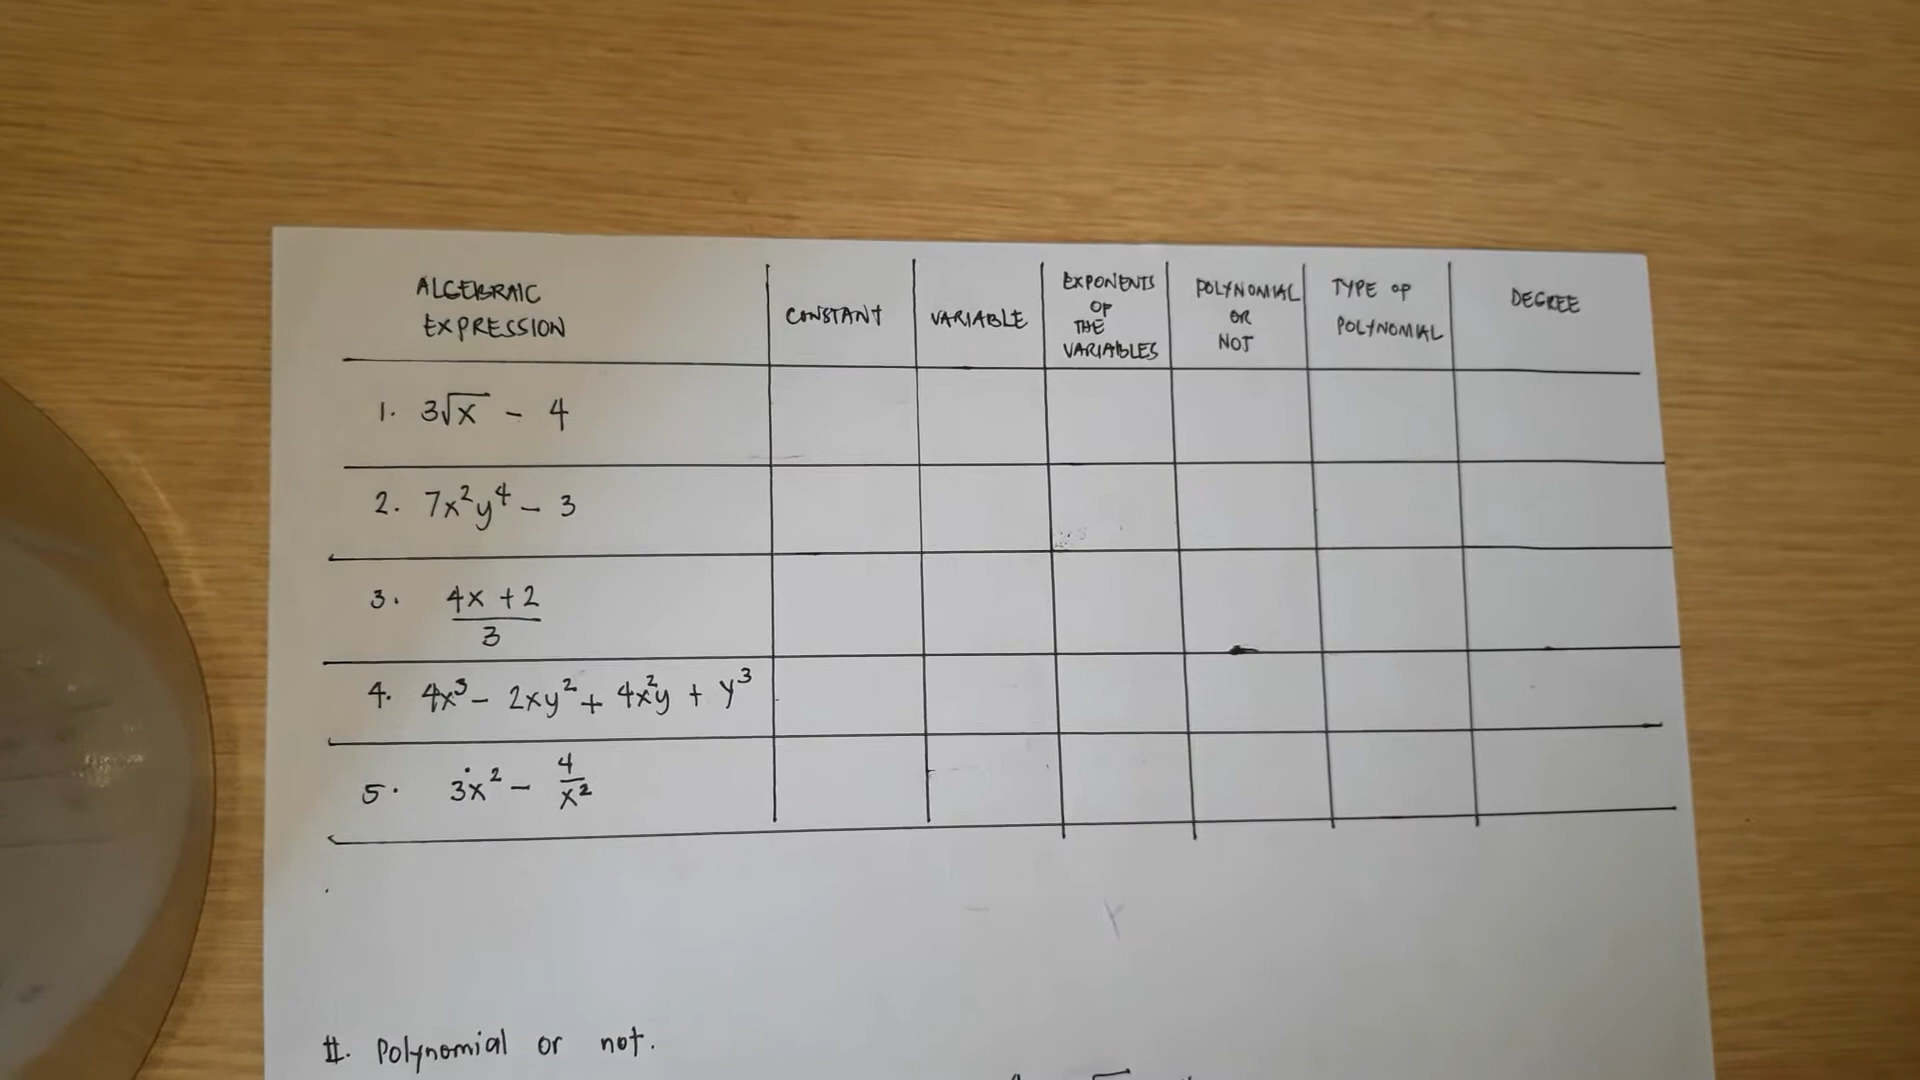 ALGEBRAIC EXPRESSION | CONSTANT | VARIABLE | EXPONENTS OF THE VARIABLES | POLYNOMIAL OR NOT | TYPE OF POLYNOMIAL | DEGREE
1. 3√x - 4
2. 7x²y⁴ - 3
3. (4x + 2)/3
4. 4x³ - 2xy² + 4x²y + y³
5. 3x² - 4/x²
II. Polynomial or not.